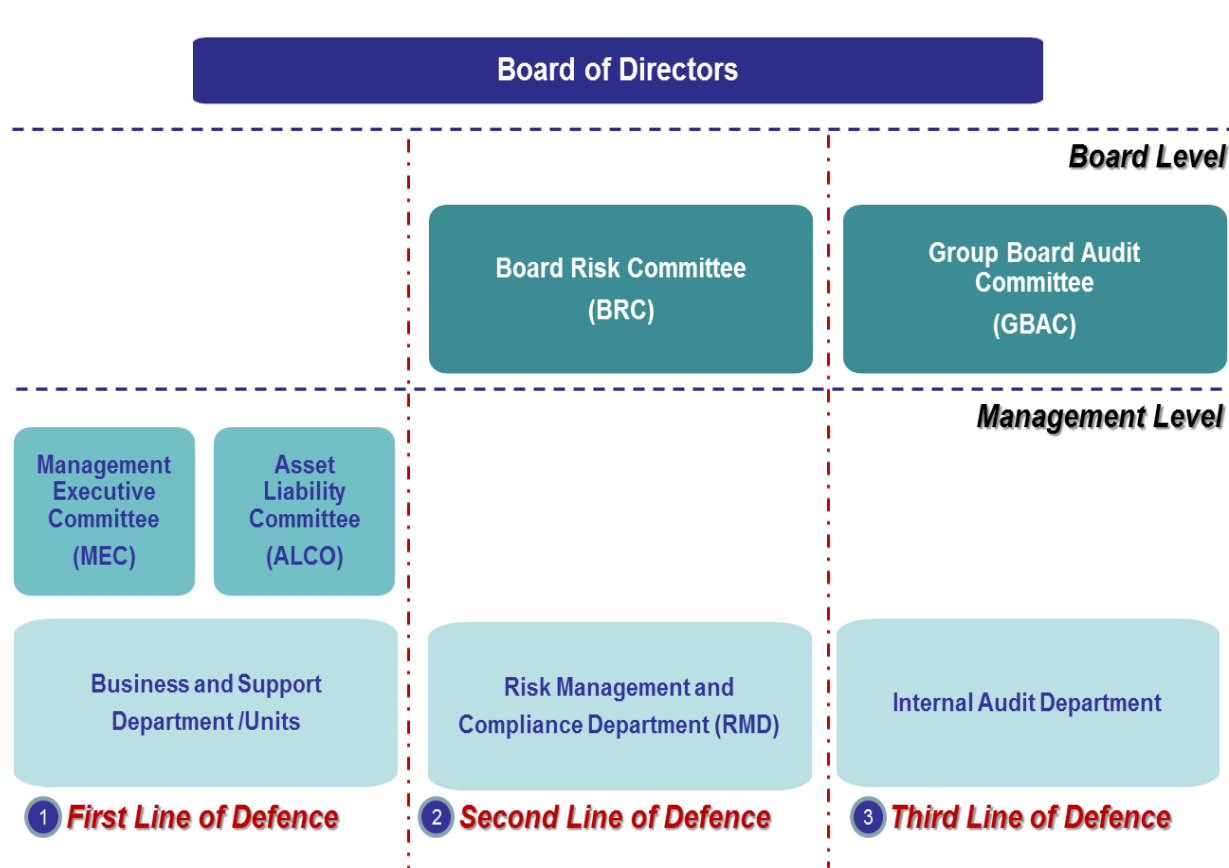 Board of Directors
Board Level
Board Risk Committee
(BRC)
Group Board Audit
Committee
(GBAC)
Management Level
Management
Executive
Committee
(MEC)
Asset
Liability
Committee
(ALCO)
Business and Support
Department /Units
Risk Management and
Compliance Department (RMD)
Internal Audit Department
1 First Line of Defence
2 Second Line of Defence
3 Third Line of Defence